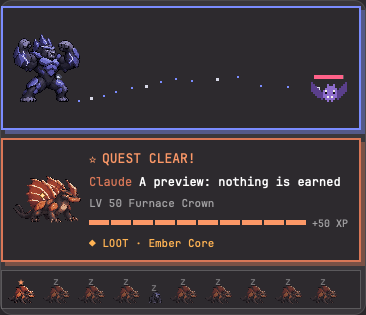 ☆ QUEST CLEAR!
Claude A preview: nothing is earned
LV 50 Furnace Crown
+50 XP
◆ LOOT · Ember Core
Z Z Z Z Z Z Z Z Z